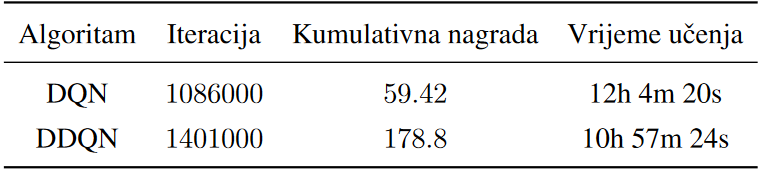 Algoritam Iteracija Kumulativna nagrada Vrijeme učenja
DQN 1086000 59.42 12h 4m 20s
DDQN 1401000 178.8 10h 57m 24s